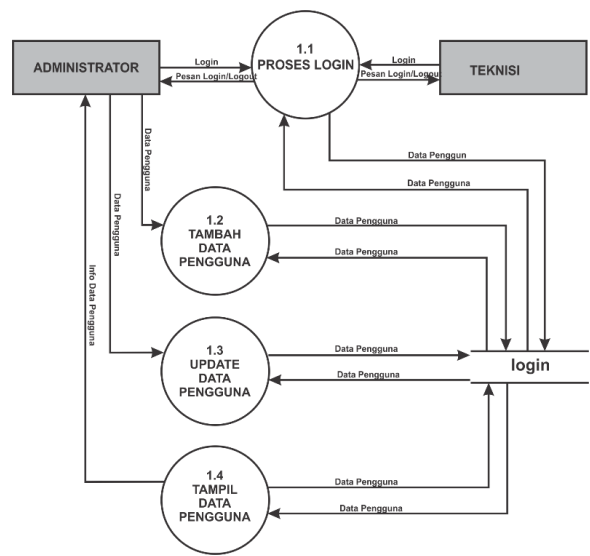 1.1
PROSES LOGIN
ADMINISTRATOR
TEKNISI
Login
Pesan Login/Logout
Login
Pesan Login/Logout
Data Pengguna
Data Pengguna
Info Data Pengguna
Data Penggun
Data Pengguna
1.2
TAMBAH
DATA
PENGGUNA
Data Pengguna
Data Pengguna
1.3
UPDATE
DATA
PENGGUNA
Data Pengguna
Data Pengguna
login
1.4
TAMPIL
DATA
PENGGUNA
Data Pengguna
Data Pengguna